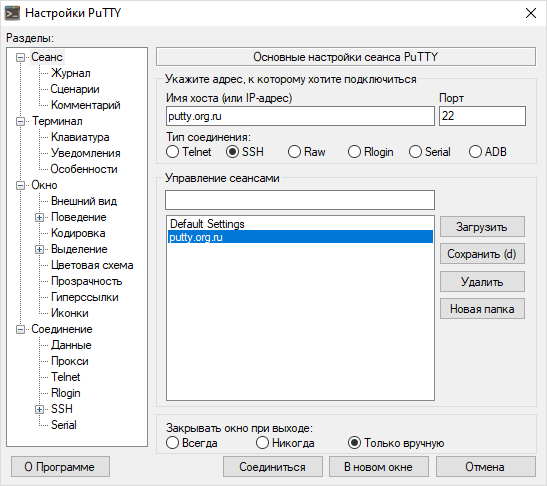 Настройки PuTTY
Разделы:
Сеанс
Журнал
Сценарии
Комментарий
Терминал
Клавиатура
Уведомления
Особенности
Окно
Внешний вид
Поведение
Кодировка
Выделение
Цветовая схема
Прозрачность
Гиперссылки
Иконки
Соединение
Данные
Прокси
Telnet
Rlogin
SSH
Serial
Основные настройки сеанса PuTTY
Укажите адрес, к которому хотите подключиться
Имя хоста (или IP-адрес) Порт
putty.org.ru 22
Тип соединения:
Telnet SSH Raw Rlogin Serial ADB
Управление сеансами
Default Settings
putty.org.ru
Загрузить
Сохранить (d)
Удалить
Новая папка
Закрывать окно при выходе:
Всегда Никогда Только вручную
О Программе Соединиться В новом окне Отмена